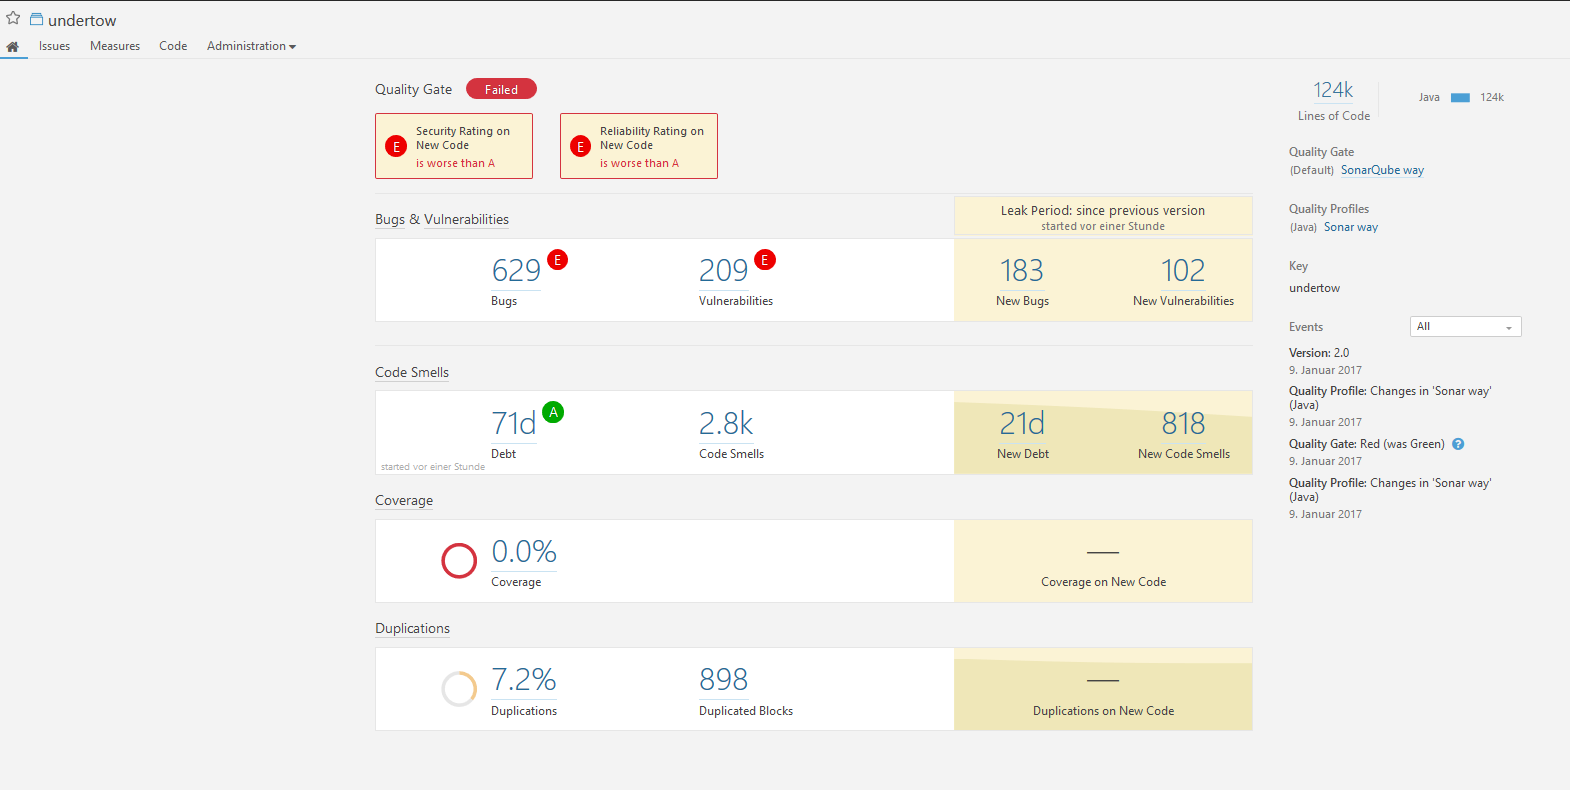 undertow
Issues Measures Code Administration
Quality Gate Failed
E Security Rating on New Code is worse than A
E Reliability Rating on New Code is worse than A
Bugs & Vulnerabilities
Leak Period: since previous version
started vor einer Stunde
629 E
Bugs
209 E
Vulnerabilities
183
New Bugs
102
New Vulnerabilities
Code Smells
71d A
Debt
started vor einer Stunde
2.8k
Code Smells
21d
New Debt
818
New Code Smells
Coverage
0.0%
Coverage
Coverage on New Code
Duplications
7.2%
Duplications
898
Duplicated Blocks
Duplications on New Code
124k
Lines of Code
Java 124k
Quality Gate
(Default) SonarQube way
Quality Profiles
(Java) Sonar way
Key
undertow
Events All
Version: 2.0
9. Januar 2017
Quality Profile: Changes in 'Sonar way'
(Java)
9. Januar 2017
Quality Gate: Red (was Green) ?
9. Januar 2017
Quality Profile: Changes in 'Sonar way'
(Java)
9. Januar 2017